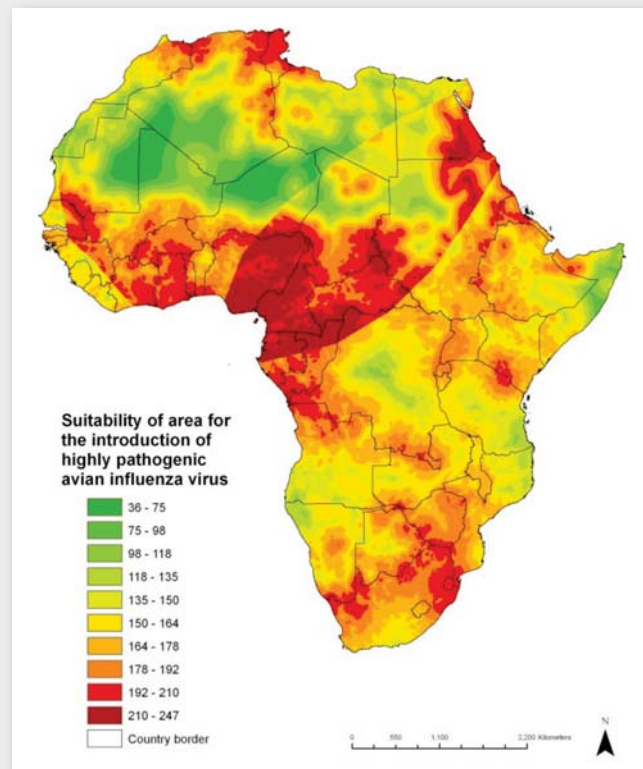 Suitability of area for
the introduction of
highly pathogenic
avian influenza virus
36 - 75
75 - 98
98 - 118
118 - 135
135 - 150
150 - 164
164 - 178
178 - 192
192 - 210
210 - 247
Country border
0 550 1,100 2,200 Kilometers
N